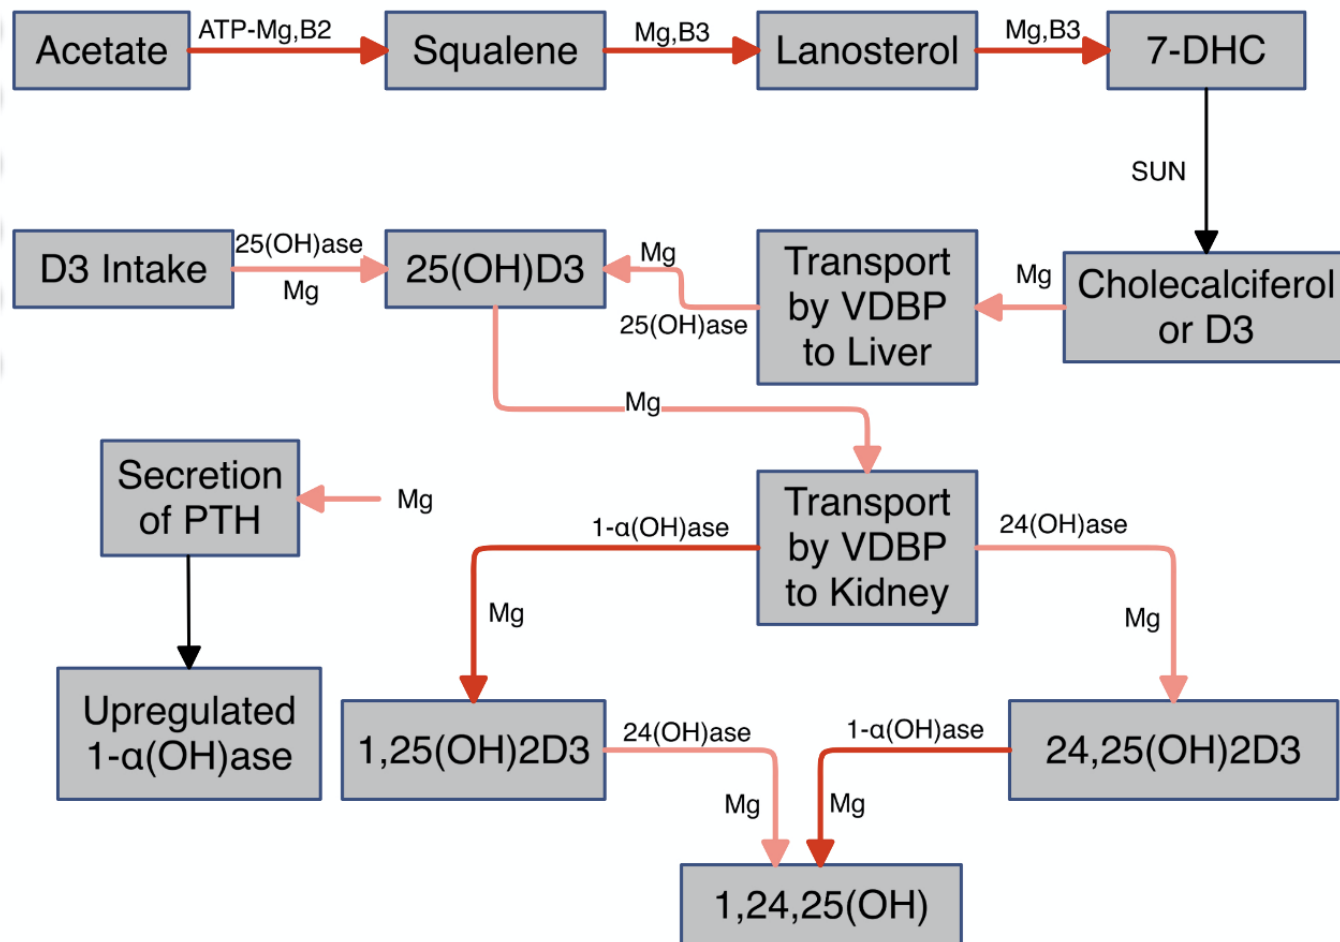 Acetate
ATP-Mg,B2
Squalene
Mg,B3
Lanosterol
Mg,B3
7-DHC
SUN
D3 Intake
25(OH)ase
Mg
25(OH)D3
Mg
25(OH)ase
Transport
by VDBP
to Liver
Mg
Cholecalciferol
or D3
Mg
Secretion
of PTH
Mg
1-α(OH)ase
Mg
Transport
by VDBP
to Kidney
24(OH)ase
Mg
Upregulated
1-α(OH)ase
1,25(OH)2D3
24(OH)ase
Mg
1-α(OH)ase
Mg
24,25(OH)2D3
1,24,25(OH)